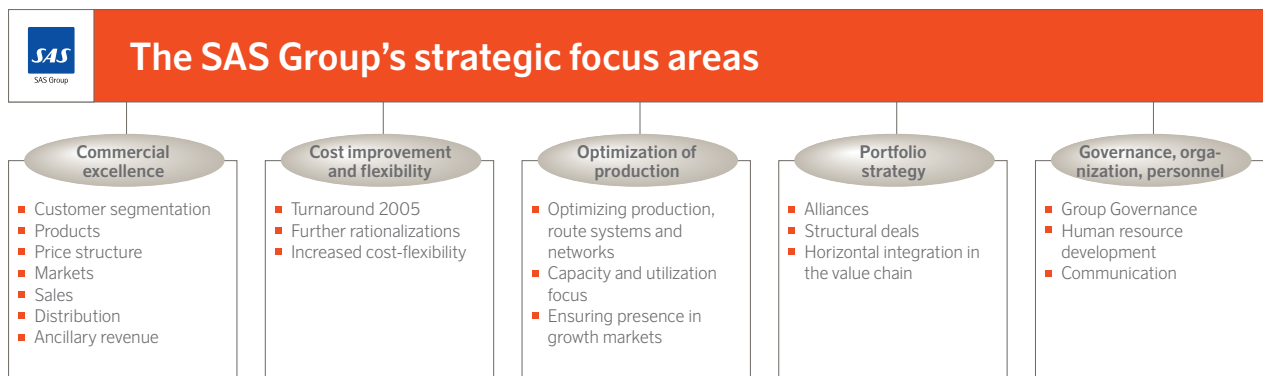 SAS
SAS Group
The SAS Group's strategic focus areas
Commercial
excellence
Customer segmentation
Products
Price structure
Markets
Sales
Distribution
Ancillary revenue
Cost improvement
and flexibility
Turnaround 2005
Further rationalizations
Increased cost-flexibility
Optimization of
production
Optimizing production,
route systems and
networks
Capacity and utilization
focus
Ensuring presence in
growth markets
Portfolio
strategy
Alliances
Structural deals
Horizontal integration in
the value chain
Governance, orga-
nization, personnel
Group Governance
Human resource
development
Communication